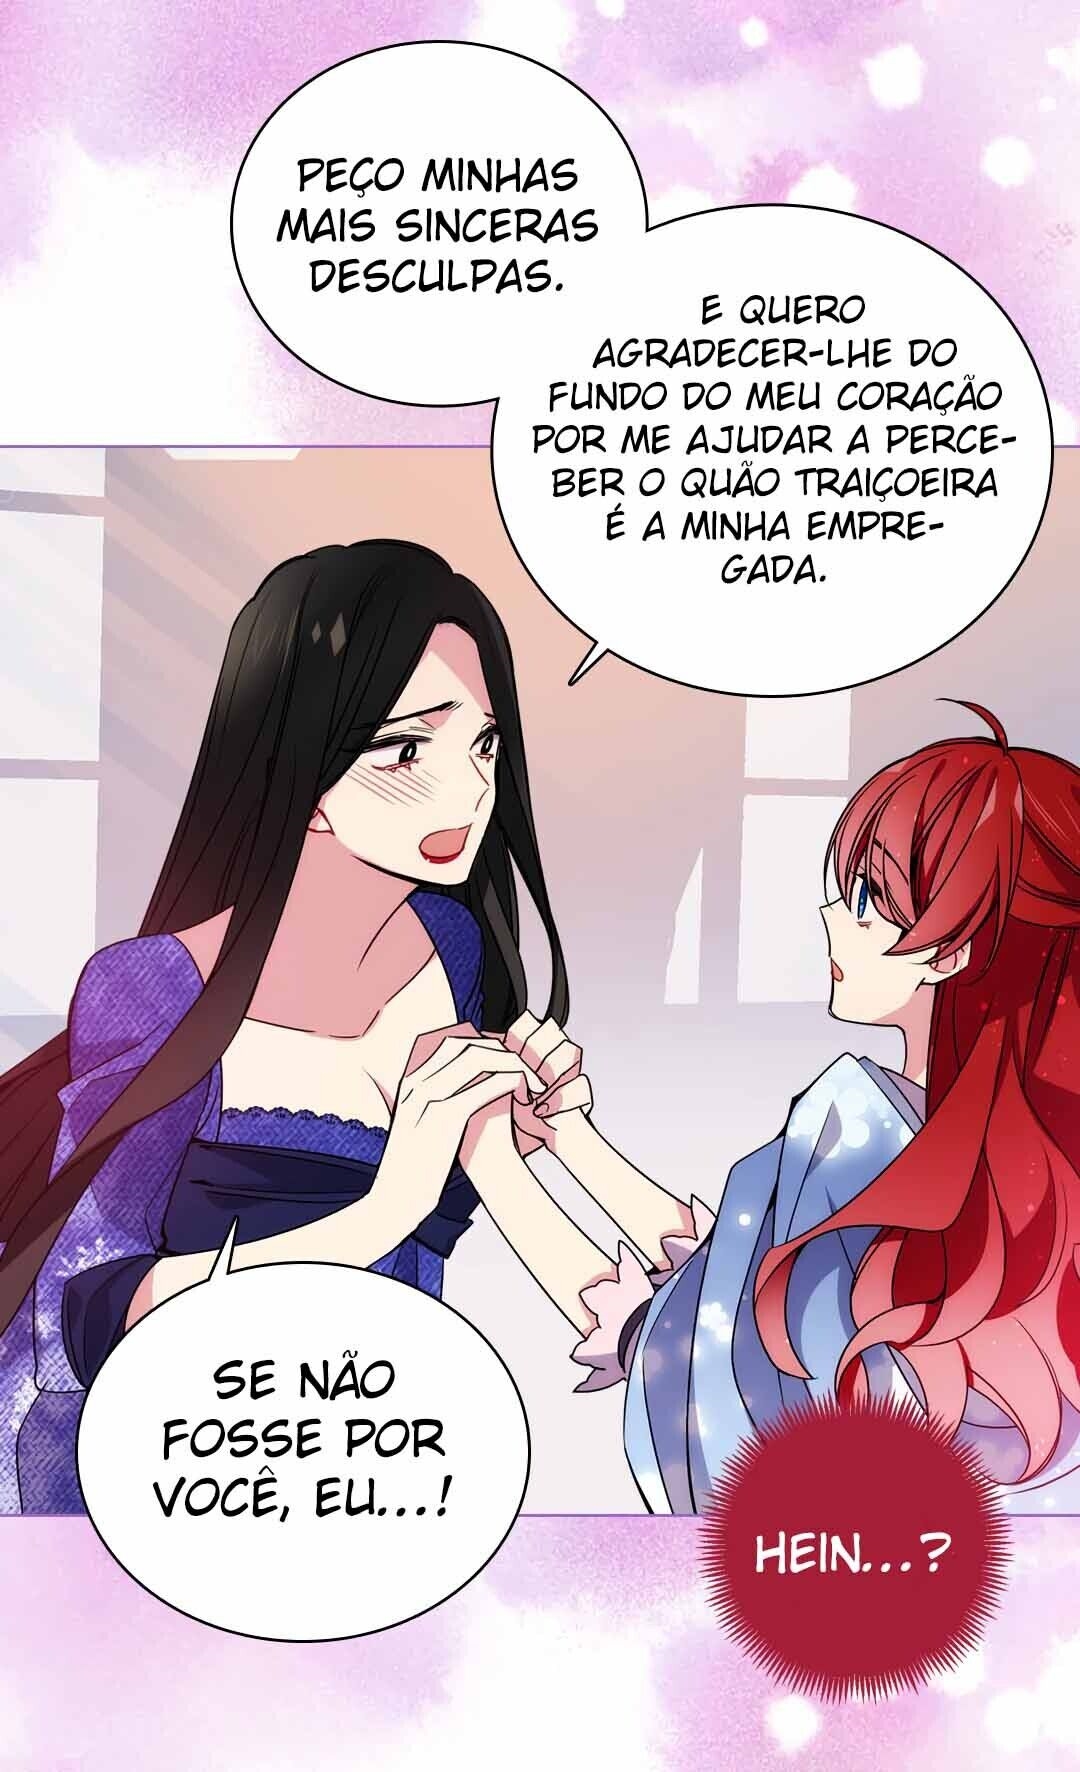 PEÇO MINHAS
MAIS SINCERAS
DESCULPAS.
E QUERO
AGRADECER-LHE DO
FUNDO DO MEU CORAÇÃO
POR ME AJUDAR A PERCE-
BER O QUÃO TRAIÇOEIRA
É A MINHA EMPRE-
GADA.
SE NÃO
FOSSE POR
VOCÊ, EU...!
HEIN...?